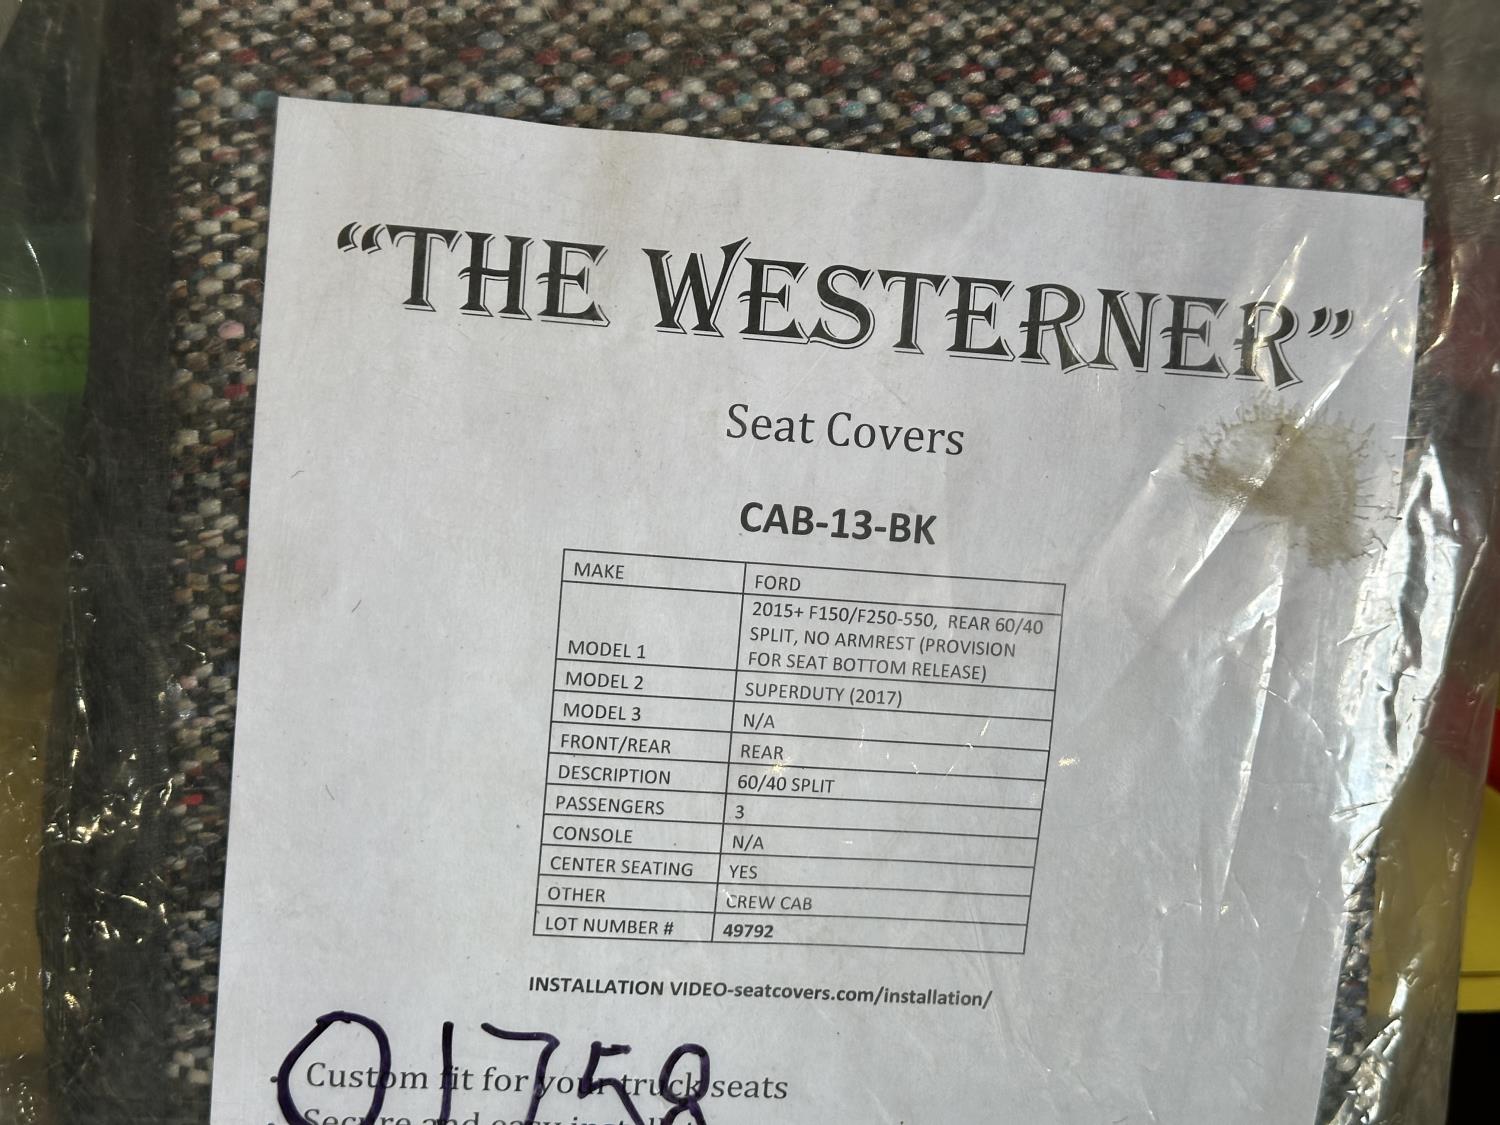 “THE WESTERNER”
Seat Covers
CAB-13-BK
MAKE FORD
MODEL 1 2015+ F150/F250-550, REAR 60/40
SPLIT, NO ARMREST (PROVISION
FOR SEAT BOTTOM RELEASE)
MODEL 2 SUPERDUTY (2017)
MODEL 3 N/A
FRONT/REAR REAR
DESCRIPTION 60/40 SPLIT
PASSENGERS 3
CONSOLE N/A
CENTER SEATING YES
OTHER CREW CAB
LOT NUMBER # 49792
INSTALLATION VIDEO-seatcovers.com/installation/
01758
• Custom fit for your truck seats
• Secure and easy